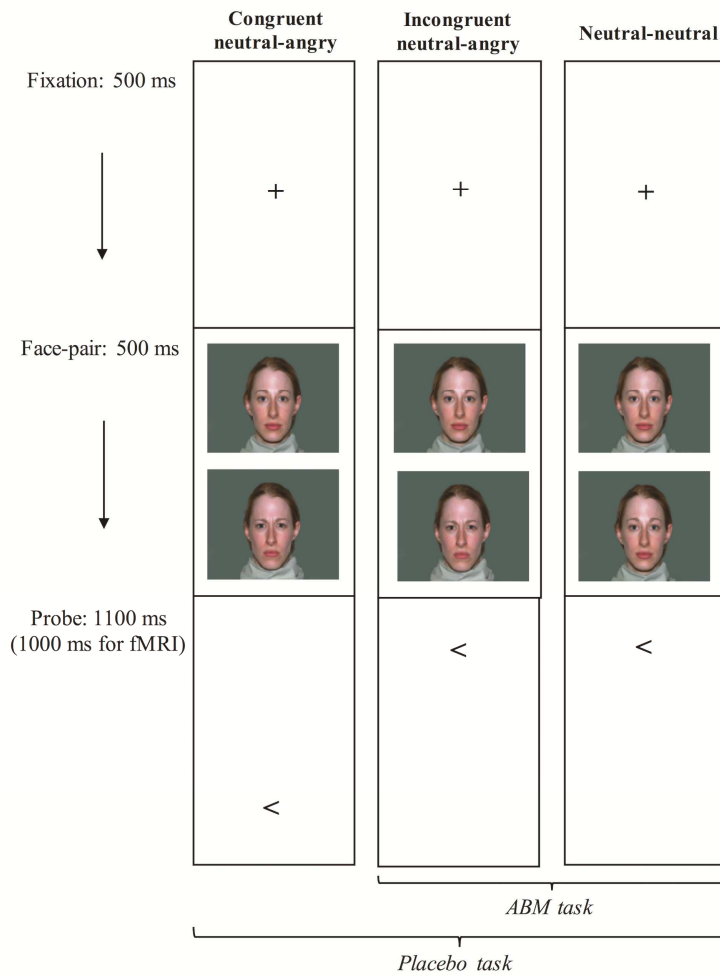 Congruent
neutral-angry
Incongruent
neutral-angry
Neutral-neutral
Fixation: 500 ms
+ + +
Face-pair: 500 ms
Probe: 1100 ms
(1000 ms for fMRI)
< <
<
ABM task
Placebo task